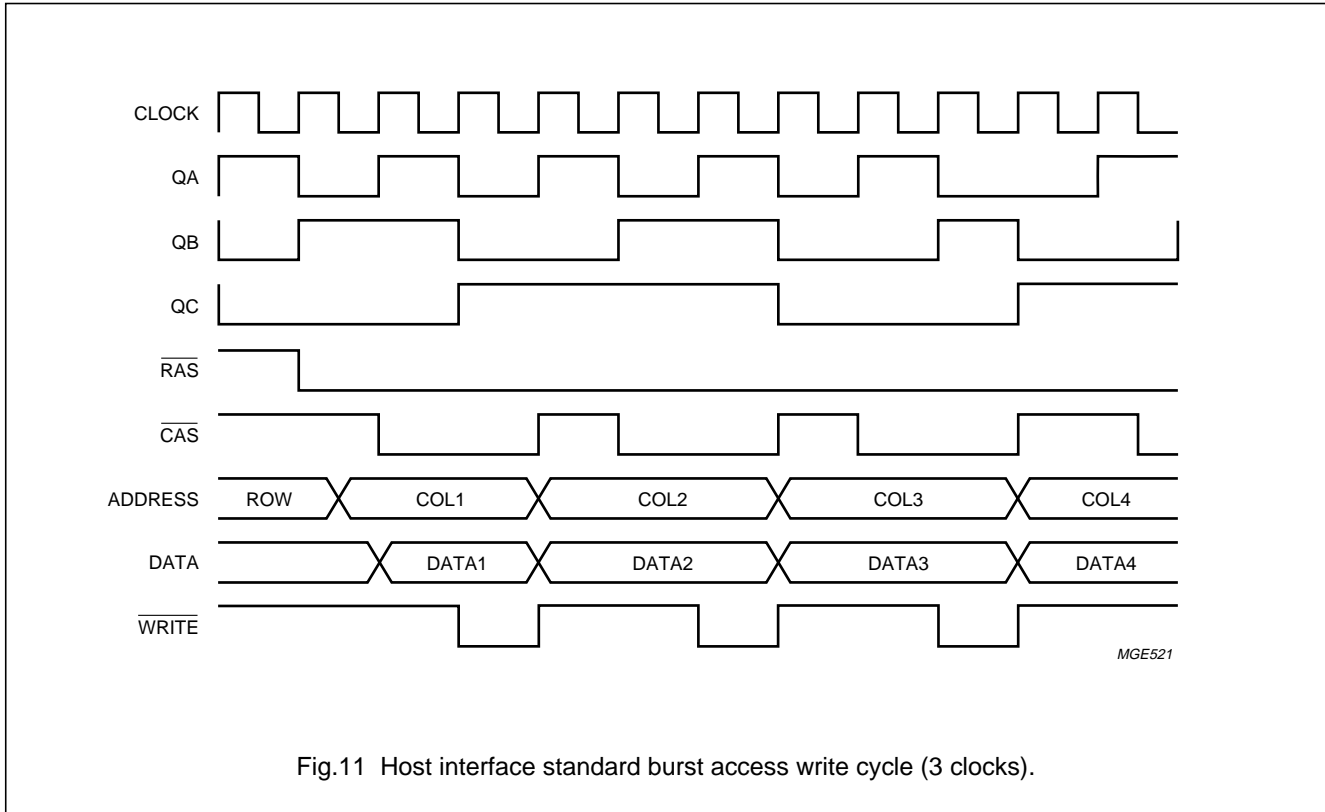 CLOCK
QA
QB
QC
RAS
CAS
ADDRESS ROW COL1 COL2 COL3 COL4
DATA DATA1 DATA2 DATA3 DATA4
WRITE
MGE521
Fig.11 Host interface standard burst access write cycle (3 clocks).